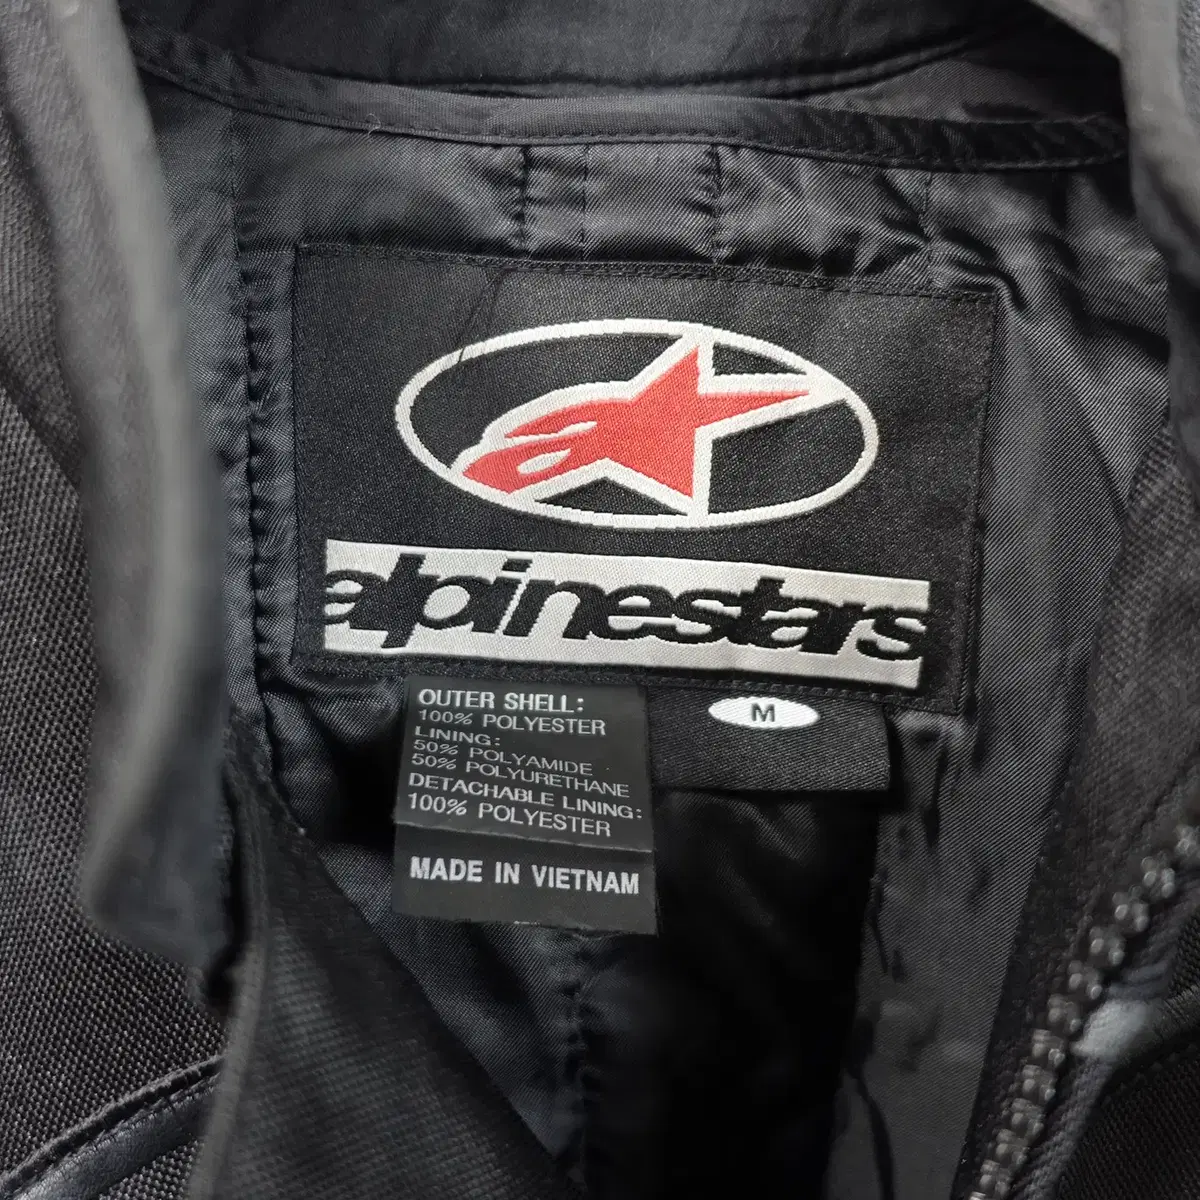 alpinestars
M
OUTER SHELL:
100% POLYESTER
LINING:
50% POLYAMIDE
50% POLYURETHANE
DETACHABLE LINING:
100% POLYESTER
MADE IN VIETNAM